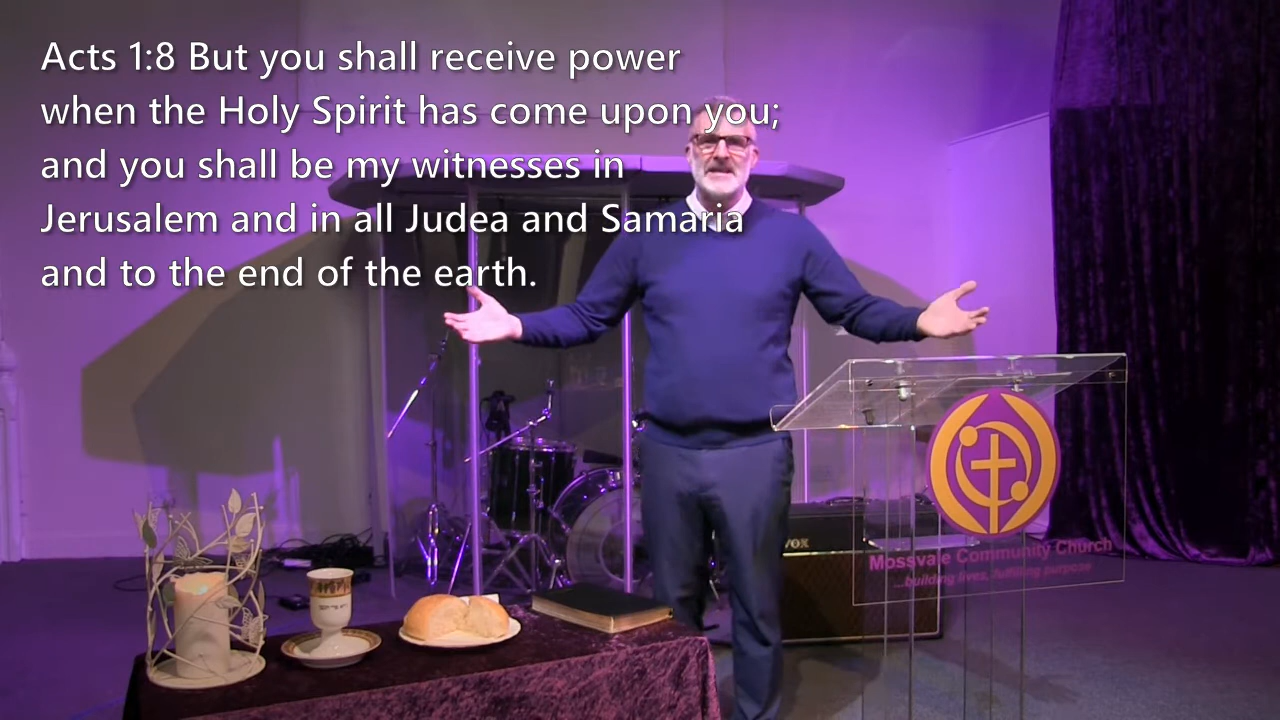 Acts 1:8 But you shall receive power
when the Holy Spirit has come upon you;
and you shall be my witnesses in
Jerusalem and in all Judea and Samaria
and to the end of the earth.
VOX
Mossvale Community Church
...building lives, fulfilling purpose